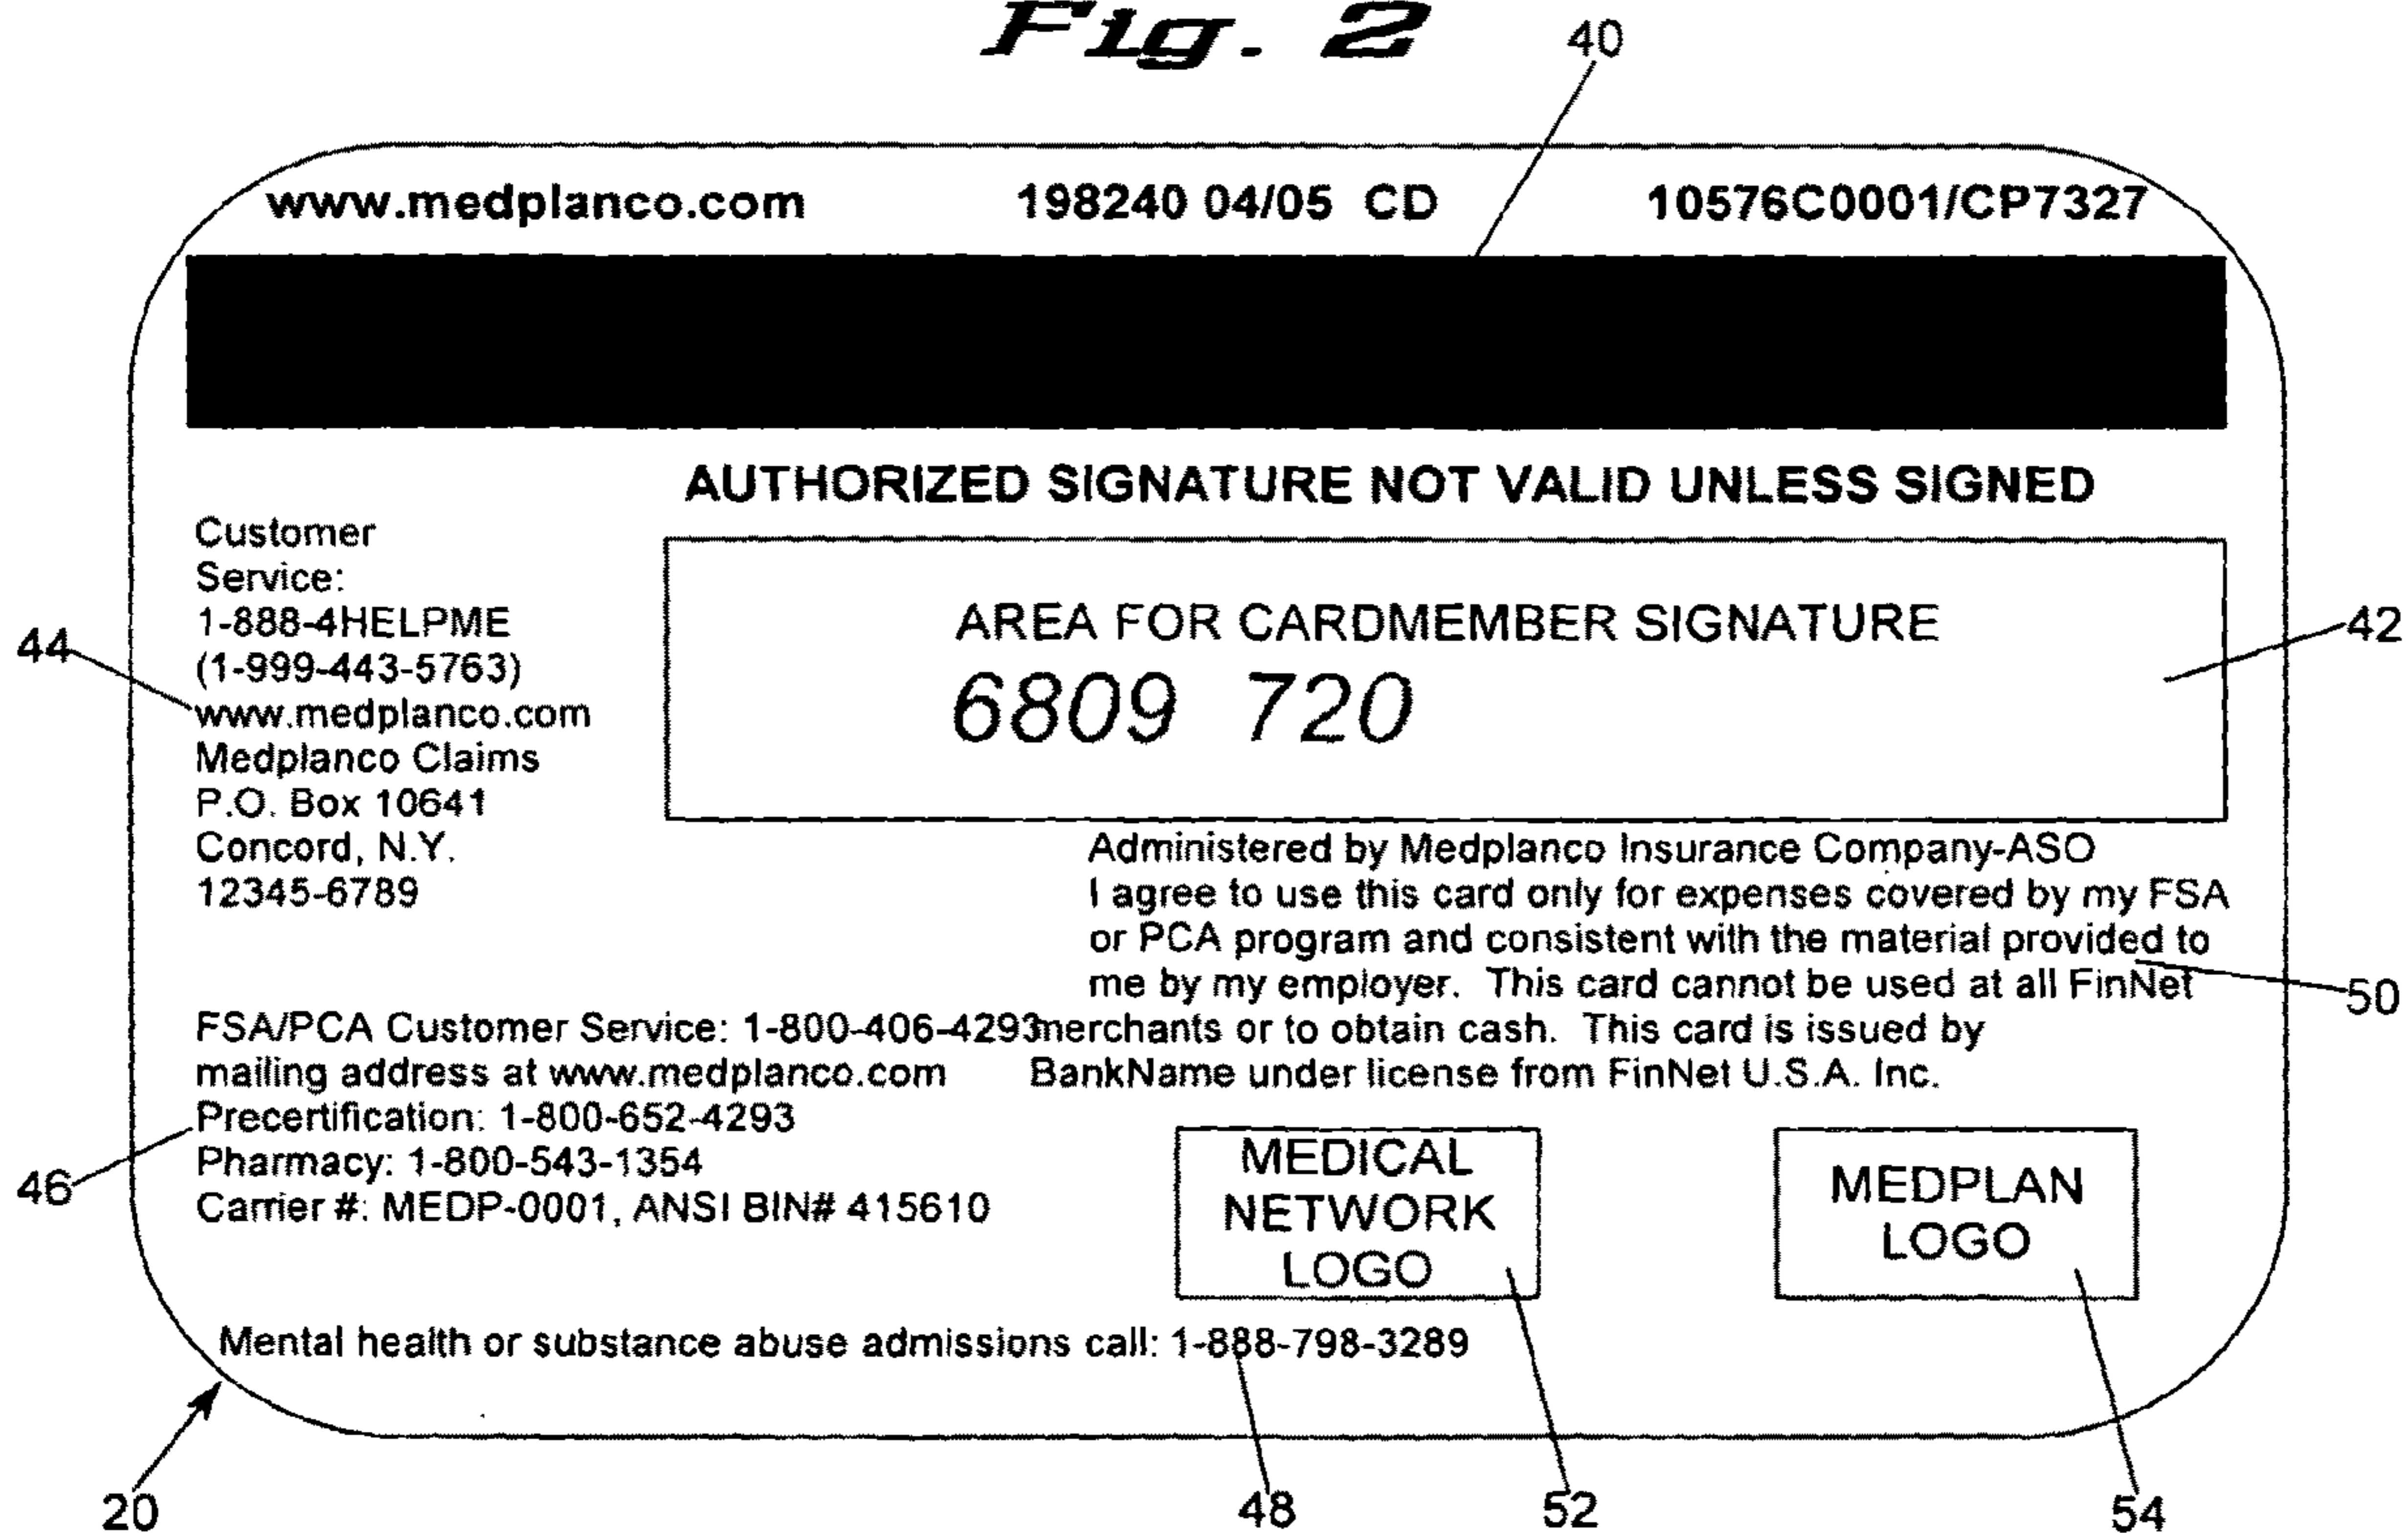 Fig. 2
40
www.medplanco.com 198240 04/05 CD 10576C0001/CP7327
AUTHORIZED SIGNATURE NOT VALID UNLESS SIGNED
Customer
Service:
1-888-4HELPME
(1-999-443-5763)
www.medplanco.com
Medplanco Claims
P.O. Box 10641
Concord, N.Y.
12345-6789
44
AREA FOR CARDMEMBER SIGNATURE
6809 720
42
Administered by Medplanco Insurance Company-ASO
I agree to use this card only for expenses covered by my FSA
or PCA program and consistent with the material provided to
me by my employer. This card cannot be used at all FinNet
merchants or to obtain cash. This card is issued by
BankName under license from FinNet U.S.A. Inc.
50
FSA/PCA Customer Service: 1-800-406-4293
mailing address at www.medplanco.com
Precertification: 1-800-652-4293
Pharmacy: 1-800-543-1354
Carrier #: MEDP-0001, ANSI BIN# 415610
46
MEDICAL
NETWORK
LOGO
MEDPLAN
LOGO
Mental health or substance abuse admissions call: 1-888-798-3289
20
48
52
54